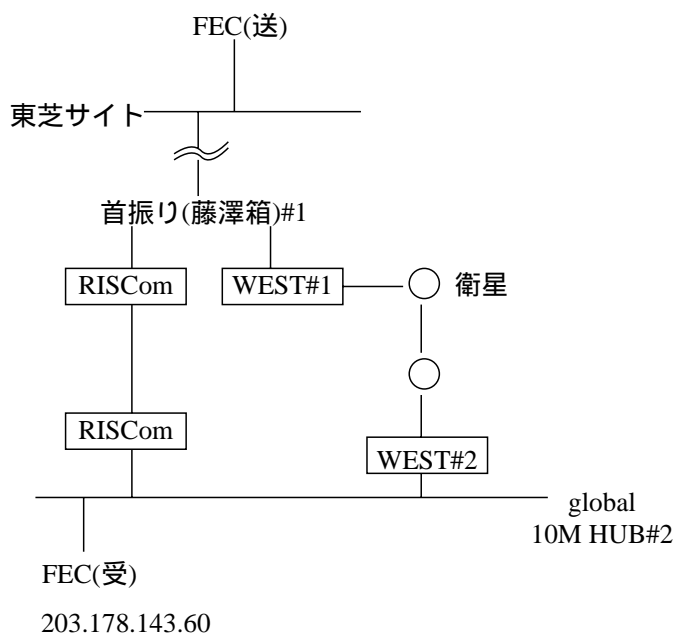 FEC(送)
東芝サイト
首振り(藤澤箱)#1
RISCom
WEST#1
衛星
RISCom
WEST#2
global
10M HUB#2
FEC(受)
203.178.143.60